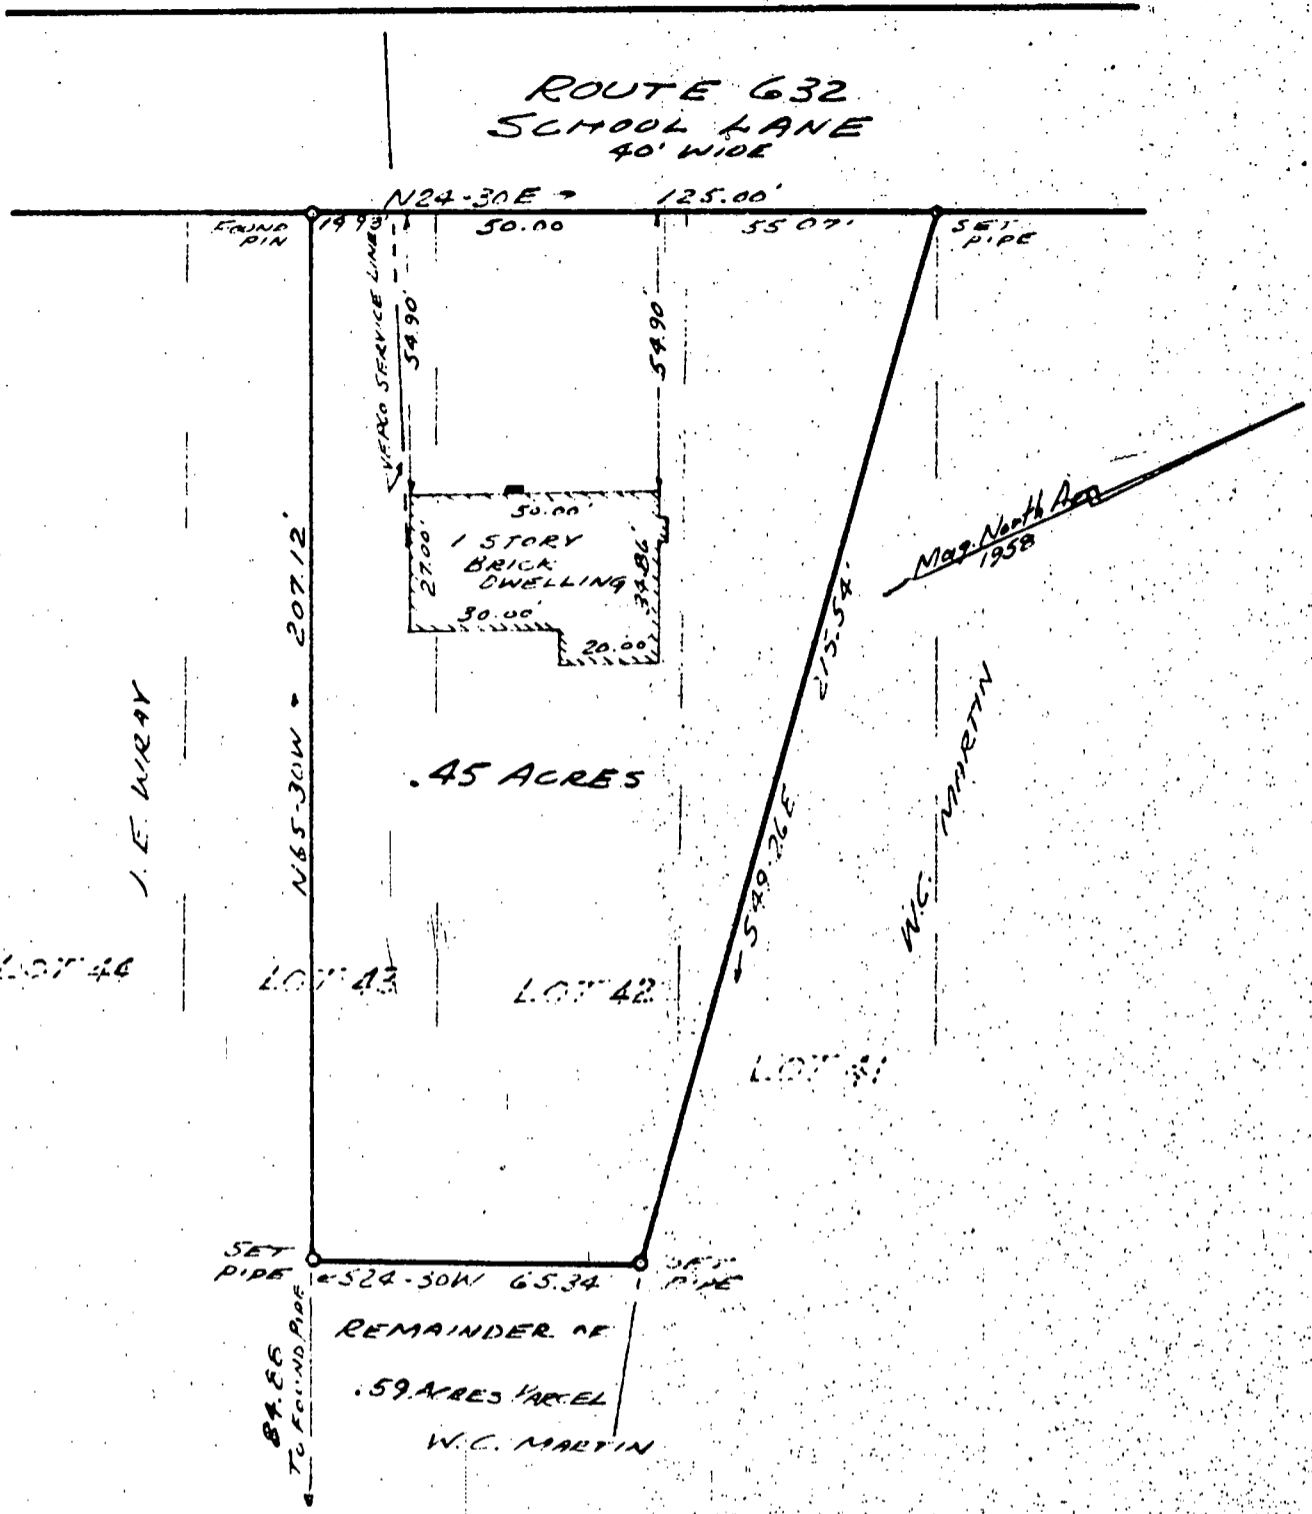 ROUTE 632
SCHOOL LANE
40' WIDE
N24-30E 125.00'
FOUND PIN
19.93'
50.00
55.07'
SET PIPE
VEPCO SERVICE LINE
54.90'
54.90'
50.00'
1 STORY
BRICK
DWELLING
27.00'
34.86'
30.00'
20.00'
Mag. North
1958
N65-30W - 207.12'
215.54'
S49-26E
J. E. WRAY
W.C. MARTIN
.45 ACRES
LOT 44
LOT 43
LOT 42
LOT 41
SET PIPE
S24-30W 65.34
SET PIPE
TO FOUND PIPE
REMAINDER OF
.59 ACRES PARCEL
W.C. MARTIN